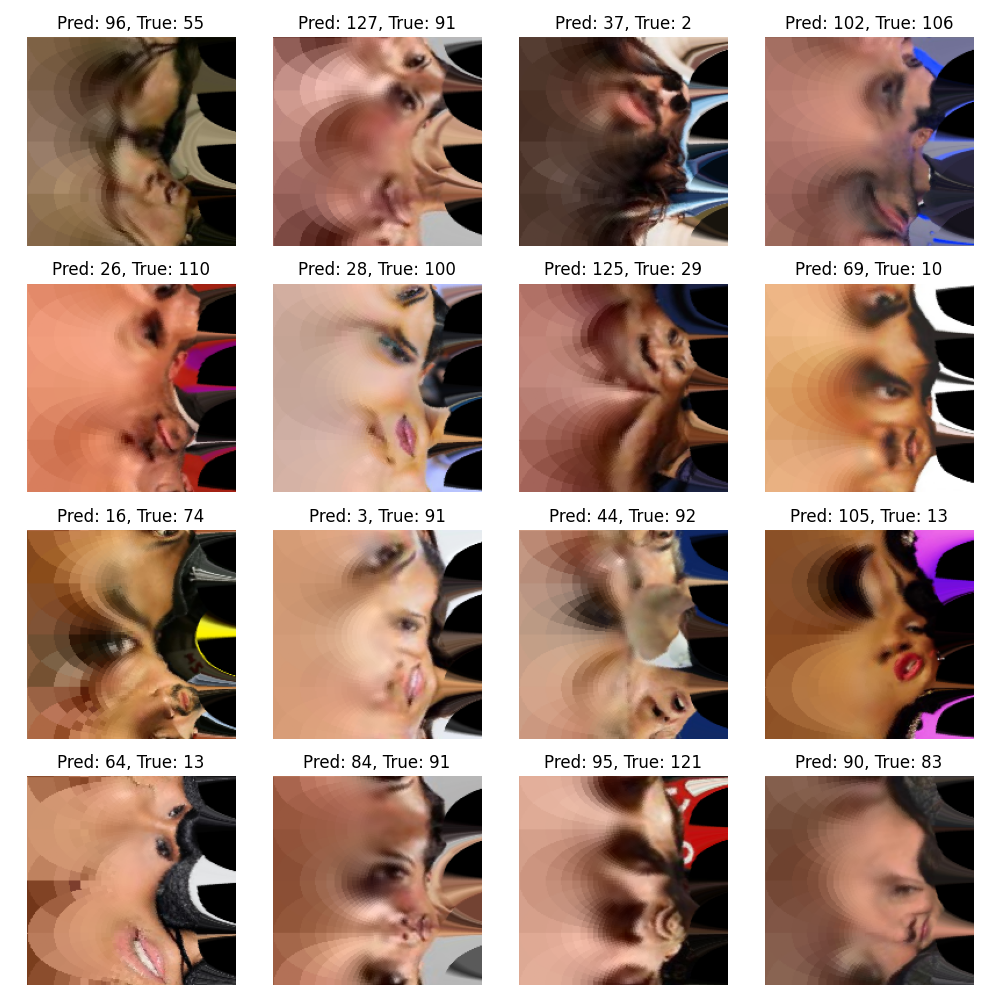 Pred: 96, True: 55
Pred: 127, True: 91
Pred: 37, True: 2
Pred: 102, True: 106
Pred: 26, True: 110
Pred: 28, True: 100
Pred: 125, True: 29
Pred: 69, True: 10
Pred: 16, True: 74
Pred: 3, True: 91
Pred: 44, True: 92
Pred: 105, True: 13
Pred: 64, True: 13
Pred: 84, True: 91
Pred: 95, True: 121
Pred: 90, True: 83